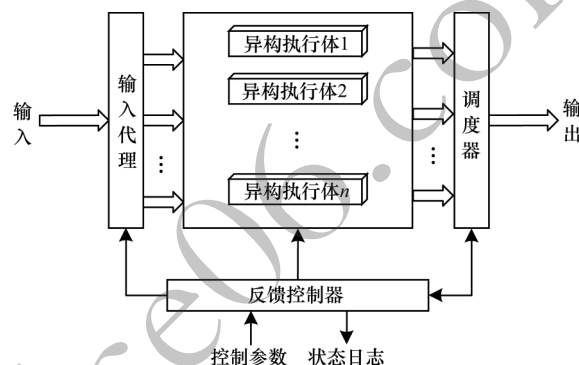 输入
输入代理
异构执行体1
异构执行体2
⋮
异构执行体n
⋮
⋮
调度器
输出
反馈控制器
控制参数
状态日志